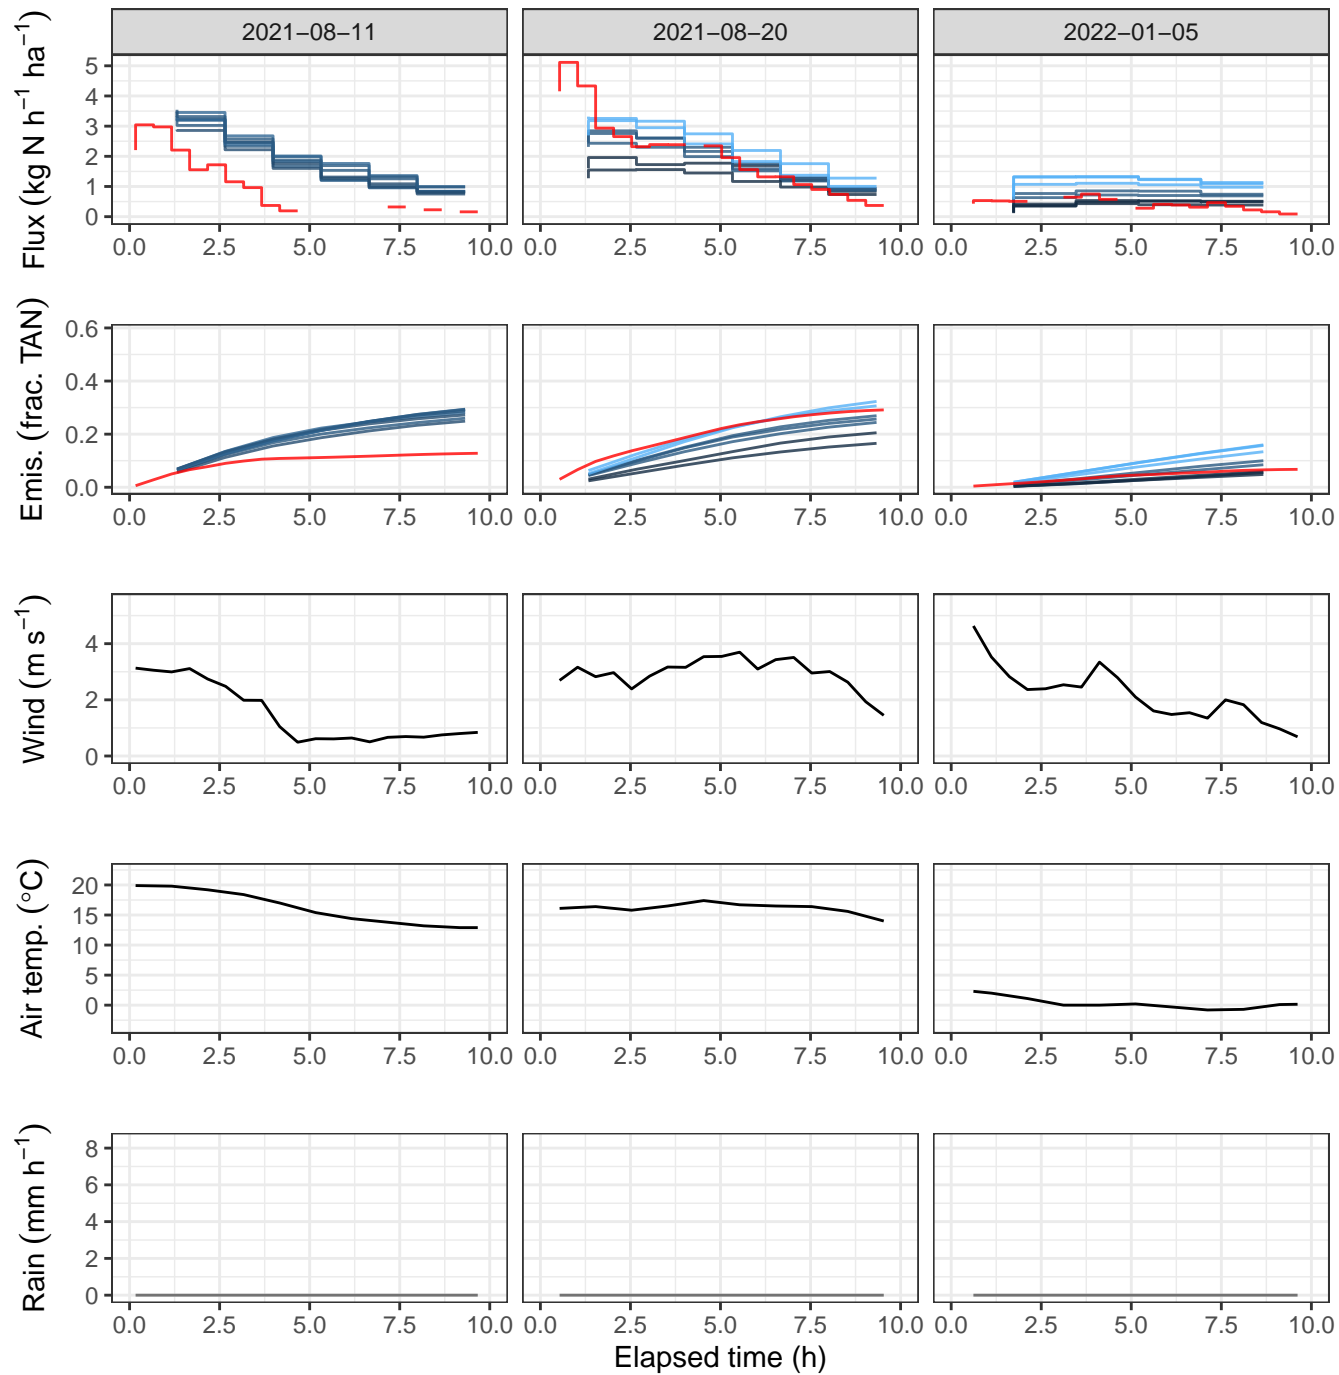 2021−08−11 2021−08−20 2022−01−05
Flux (kg N h⁻¹ ha⁻¹)
5
4
3
2
1
0
0.0 2.5 5.0 7.5 10.0 0.0 2.5 5.0 7.5 10.0 0.0 2.5 5.0 7.5 10.0
Emis. (frac. TAN)
0.6
0.4
0.2
0.0
0.0 2.5 5.0 7.5 10.0 0.0 2.5 5.0 7.5 10.0 0.0 2.5 5.0 7.5 10.0
Wind (m s⁻¹)
4
2
0
0.0 2.5 5.0 7.5 10.0 0.0 2.5 5.0 7.5 10.0 0.0 2.5 5.0 7.5 10.0
Air temp. (°C)
20
15
10
5
0
0.0 2.5 5.0 7.5 10.0 0.0 2.5 5.0 7.5 10.0 0.0 2.5 5.0 7.5 10.0
Rain (mm h⁻¹)
8
6
4
2
0
0.0 2.5 5.0 7.5 10.0 0.0 2.5 5.0 7.5 10.0 0.0 2.5 5.0 7.5 10.0
Elapsed time (h)